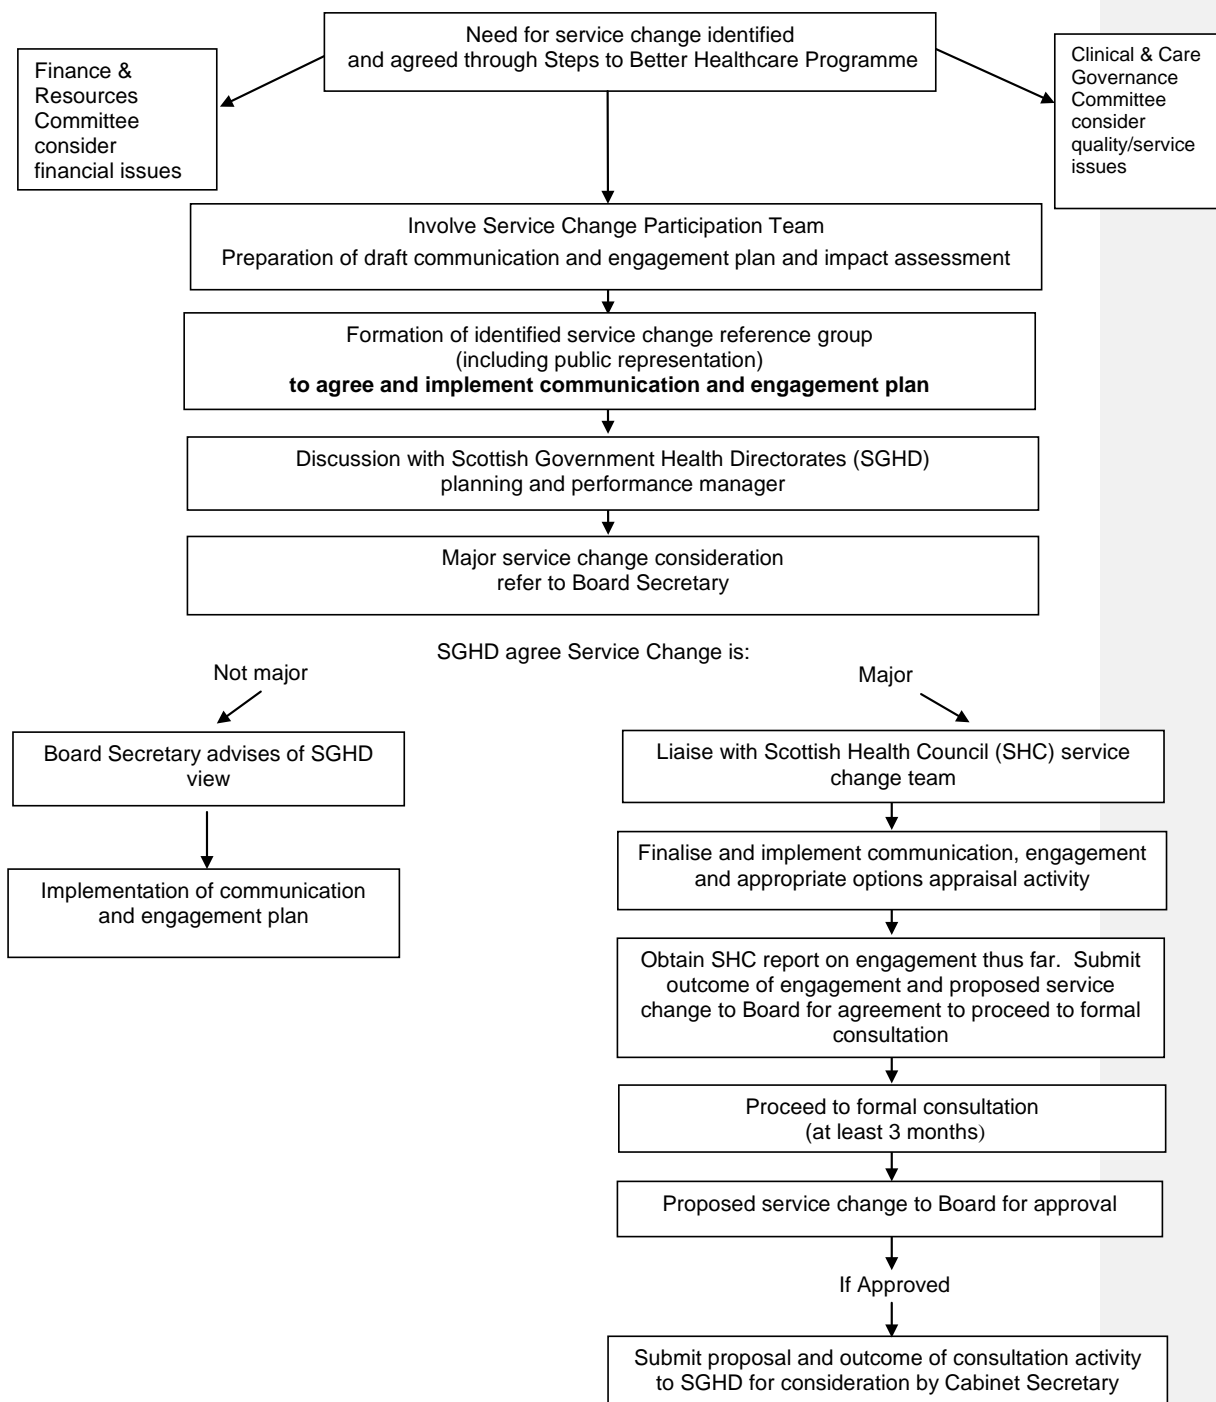 Need for service change identified
and agreed through Steps to Better Healthcare Programme
Finance &
Resources
Committee
consider
financial issues
Clinical & Care
Governance
Committee
consider
quality/service
issues
Involve Service Change Participation Team
Preparation of draft communication and engagement plan and impact assessment
Formation of identified service change reference group
(including public representation)
to agree and implement communication and engagement plan
Discussion with Scottish Government Health Directorates (SGHD)
planning and performance manager
Major service change consideration
refer to Board Secretary
SGHD agree Service Change is:
Not major
Major
Board Secretary advises of SGHD
view
Implementation of communication
and engagement plan
Liaise with Scottish Health Council (SHC) service
change team
Finalise and implement communication, engagement
and appropriate options appraisal activity
Obtain SHC report on engagement thus far.  Submit
outcome of engagement and proposed service
change to Board for agreement to proceed to formal
consultation
Proceed to formal consultation
(at least 3 months)
Proposed service change to Board for approval
If Approved
Submit proposal and outcome of consultation activity
to SGHD for consideration by Cabinet Secretary